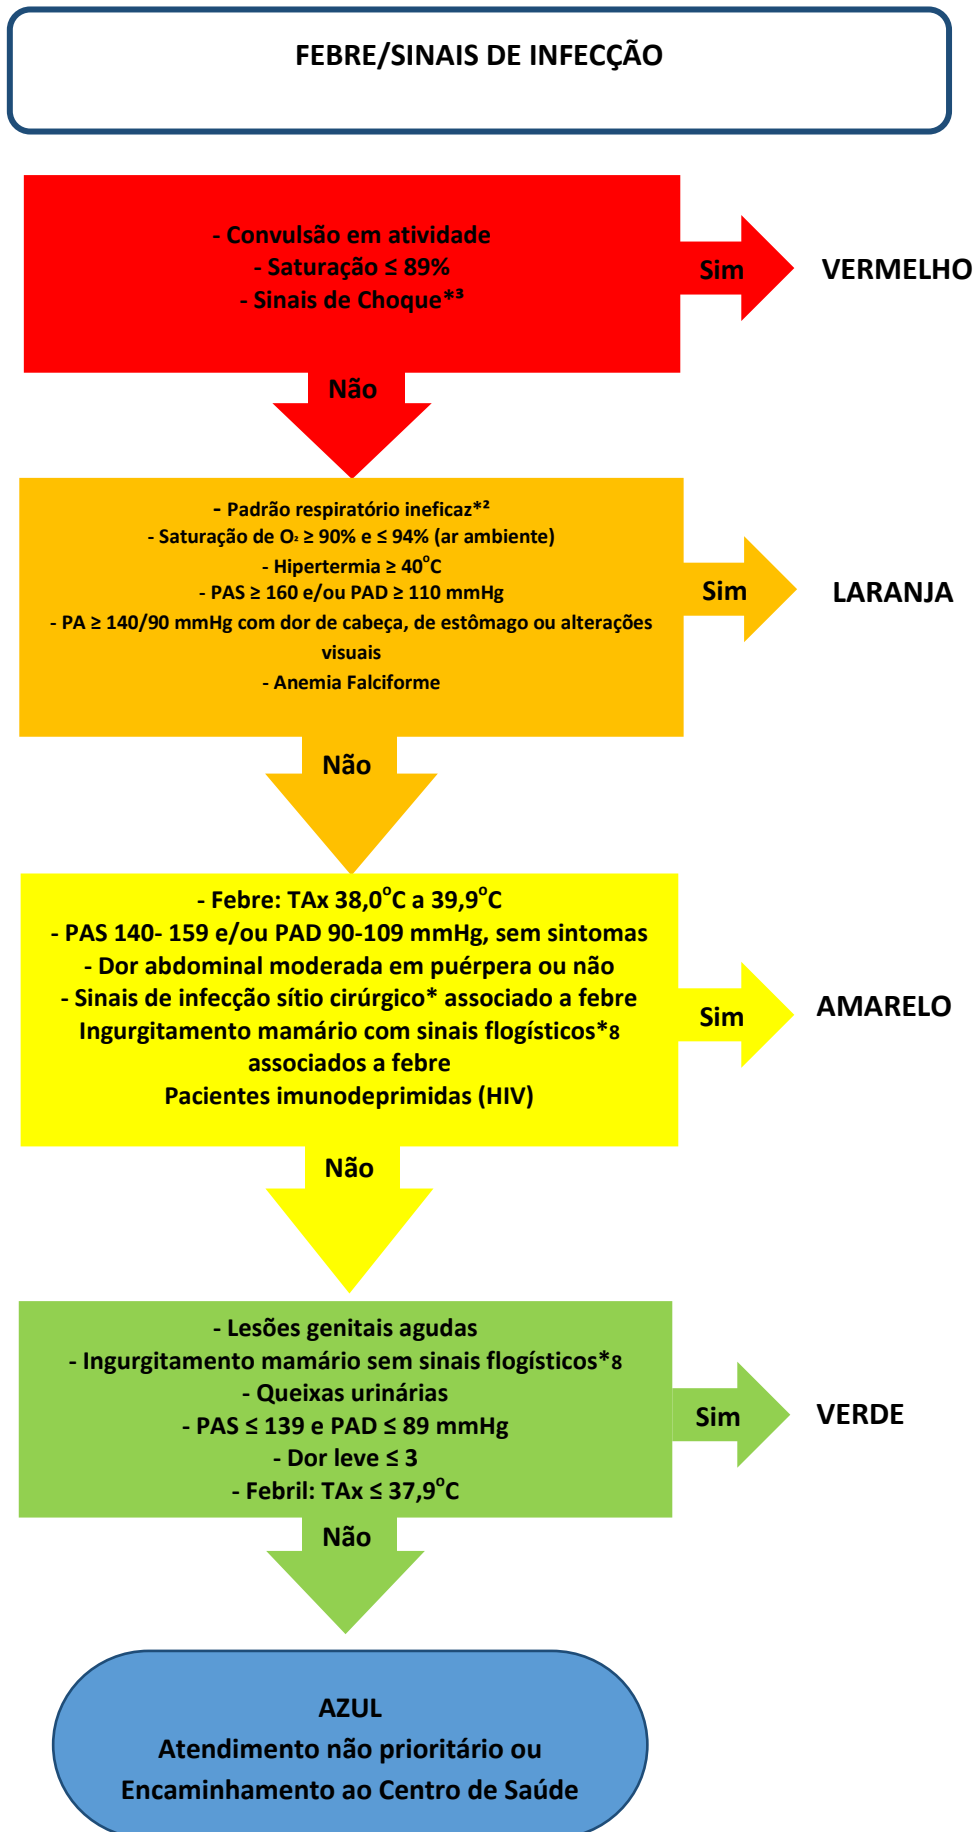 FEBRE/SINAIS DE INFECÇÃO
- Convulsão em atividade
- Saturação ≤ 89%
- Sinais de Choque*³
Sim
VERMELHO
Não
- Padrão respiratório ineficaz*²
- Saturação de O₂ ≥ 90% e ≤ 94% (ar ambiente)
- Hipertermia ≥ 40°C
- PAS ≥ 160 e/ou PAD ≥ 110 mmHg
- PA ≥ 140/90 mmHg com dor de cabeça, de estômago ou alterações
visuais
- Anemia Falciforme
Sim
LARANJA
Não
- Febre: TAx 38,0°C a 39,9°C
- PAS 140- 159 e/ou PAD 90-109 mmHg, sem sintomas
- Dor abdominal moderada em puérpera ou não
- Sinais de infecção sítio cirúrgico* associado a febre
Ingurgitamento mamário com sinais flogísticos*8
associados a febre
Pacientes imunodeprimidas (HIV)
Sim
AMARELO
Não
- Lesões genitais agudas
- Ingurgitamento mamário sem sinais flogísticos*8
- Queixas urinárias
- PAS ≤ 139 e PAD ≤ 89 mmHg
- Dor leve ≤ 3
- Febril: TAx ≤ 37,9°C
Sim
VERDE
Não
AZUL
Atendimento não prioritário ou
Encaminhamento ao Centro de Saúde